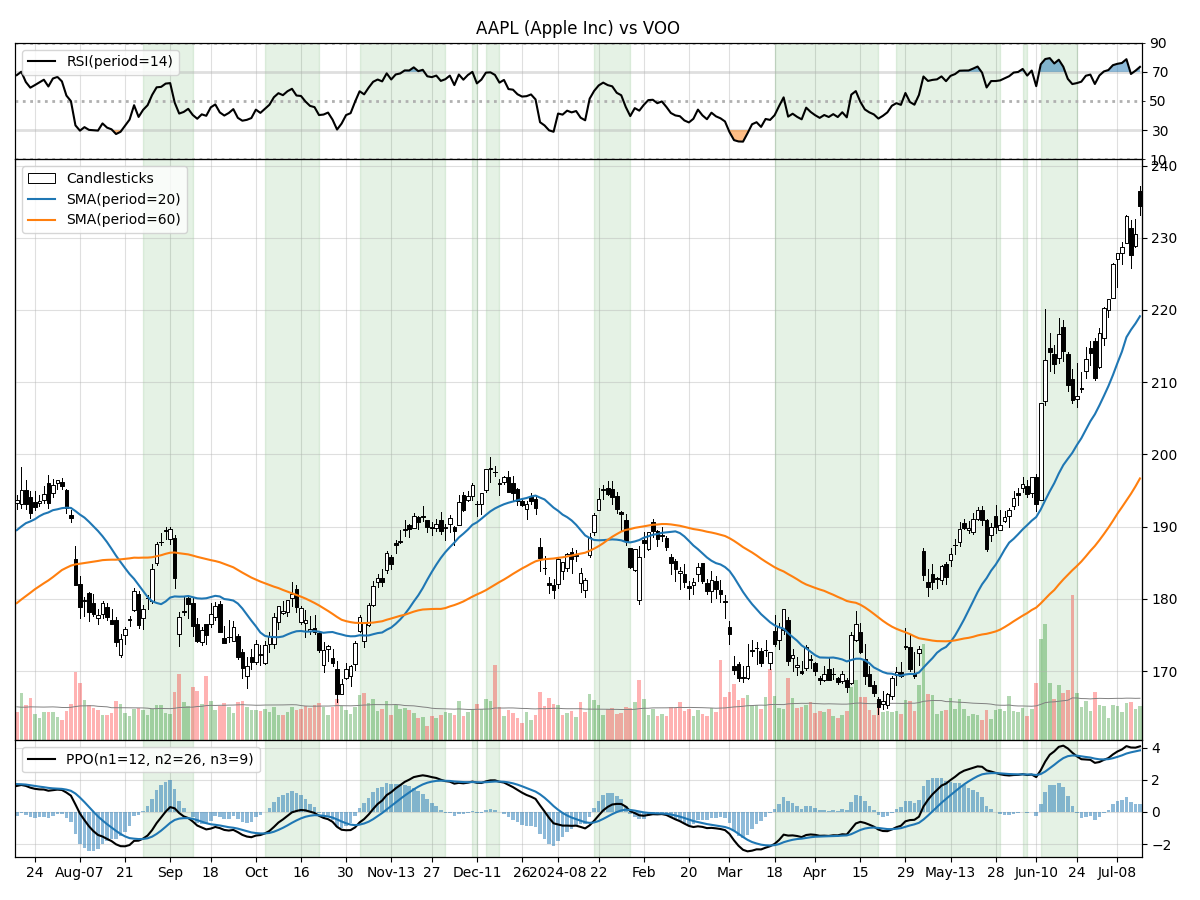 AAPL (Apple Inc) vs VOO
RSI(period=14)
90
70
50
30
10
Candlesticks
SMA(period=20)
SMA(period=60)
240
230
220
210
200
190
180
170
PPO(n1=12, n2=26, n3=9)
4
2
0
−2
24 Aug-07 21 Sep 18 Oct 16 30 Nov-13 27 Dec-11 26 2024-08 22 Feb 20 Mar 18 Apr 15 29 May-13 28 Jun-10 24 Jul-08